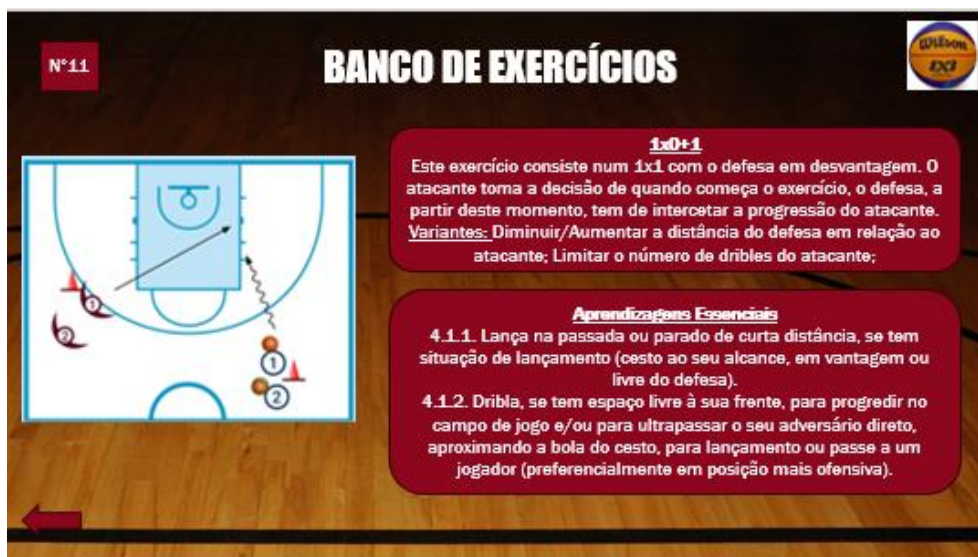 Nº11
BANCO DE EXERCÍCIOS
Wilson
3X3
1x0+1
Este exercício consiste num 1x1 com o defesa em desvantagem. O
atacante toma a decisão de quando começa o exercício, o defesa, a
partir deste momento, tem de intercetar a progressão do atacante.
Variantes: Diminuir/Aumentar a distância do defesa em relação ao
atacante; Limitar o número de dribles do atacante;
1
2
1
2
Aprendizagens Essenciais
4.1.1. Lança na passada ou parado de curta distância, se tem
situação de lançamento (cesto ao seu alcance, em vantagem ou
livre do defesa).
4.1.2. Dribla, se tem espaço livre à sua frente, para progredir no
campo de jogo e/ou para ultrapassar o seu adversário direto,
aproximando a bola do cesto, para lançamento ou passe a um
jogador (preferencialmente em posição mais ofensiva).